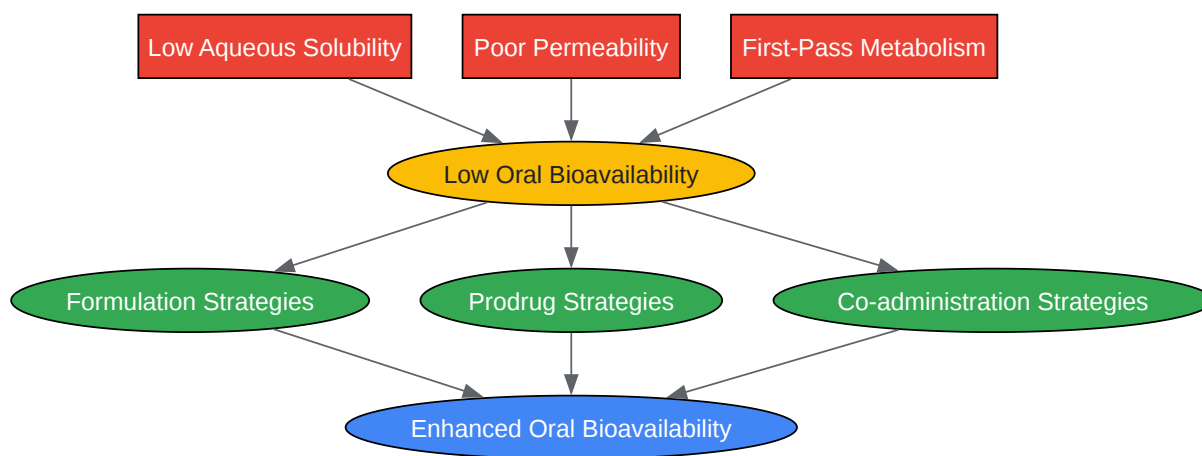 Low Aqueous Solubility
Poor Permeability
First-Pass Metabolism
Low Oral Bioavailability
Formulation Strategies
Prodrug Strategies
Co-administration Strategies
Enhanced Oral Bioavailability